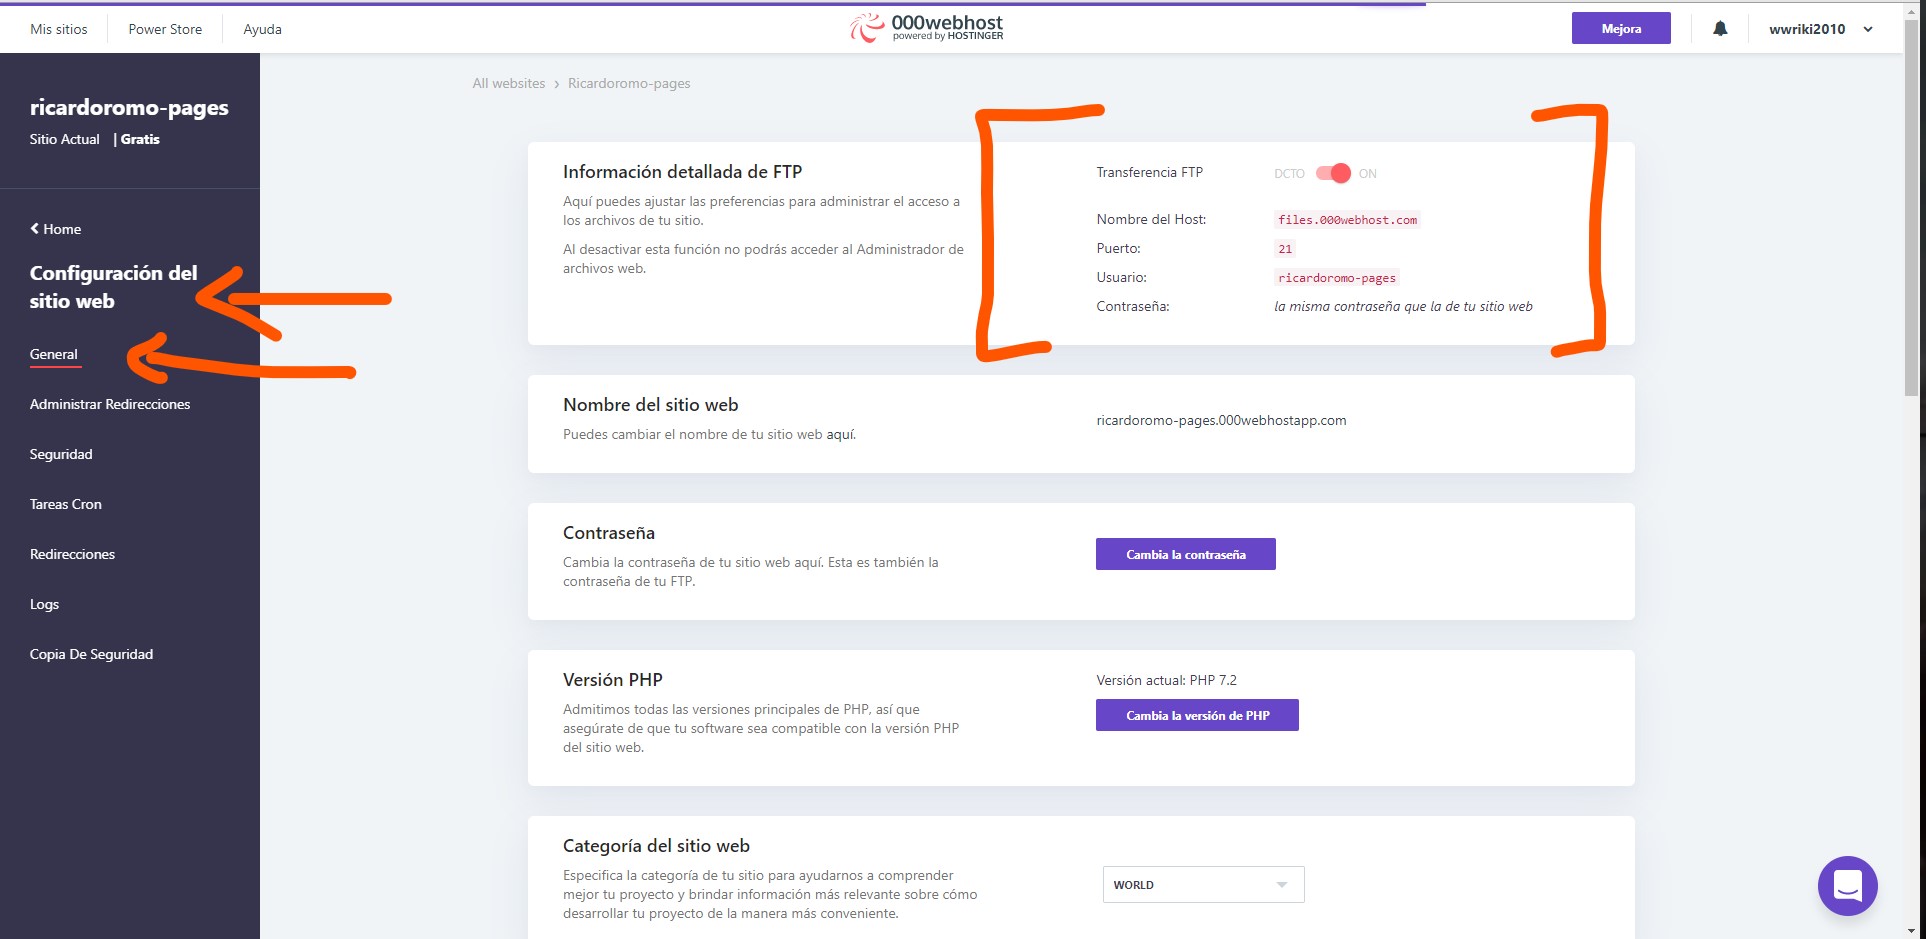 Mis sitios
Power Store
Ayuda
000webhost
powered by HOSTINGER
Mejora
wwriki2010
ricardoromo-pages
Sitio Actual | Gratis
Home
Configuración del
sitio web
General
Administrar Redirecciones
Seguridad
Tareas Cron
Redirecciones
Logs
Copia De Seguridad
All websites › Ricardoromo-pages
Información detallada de FTP
Aquí puedes ajustar las preferencias para administrar el acceso a
los archivos de tu sitio.
Al desactivar esta función no podrás acceder al Administrador de
archivos web.
Transferencia FTP DCTO ON
Nombre del Host: files.000webhost.com
Puerto: 21
Usuario: ricardoromo-pages
Contraseña: la misma contraseña que la de tu sitio web
Nombre del sitio web
Puedes cambiar el nombre de tu sitio web aquí.
ricardoromo-pages.000webhostapp.com
Contraseña
Cambia la contraseña de tu sitio web aquí. Esta es también la
contraseña de tu FTP.
Cambia la contraseña
Versión PHP
Admitimos todas las versiones principales de PHP, así que
asegúrate de que tu software sea compatible con la versión PHP
del sitio web.
Versión actual: PHP 7.2
Cambia la versión de PHP
Categoría del sitio web
Especifica la categoría de tu sitio para ayudarnos a comprender
mejor tu proyecto y brindar información más relevante sobre cómo
desarrollar tu proyecto de la manera más conveniente.
WORLD